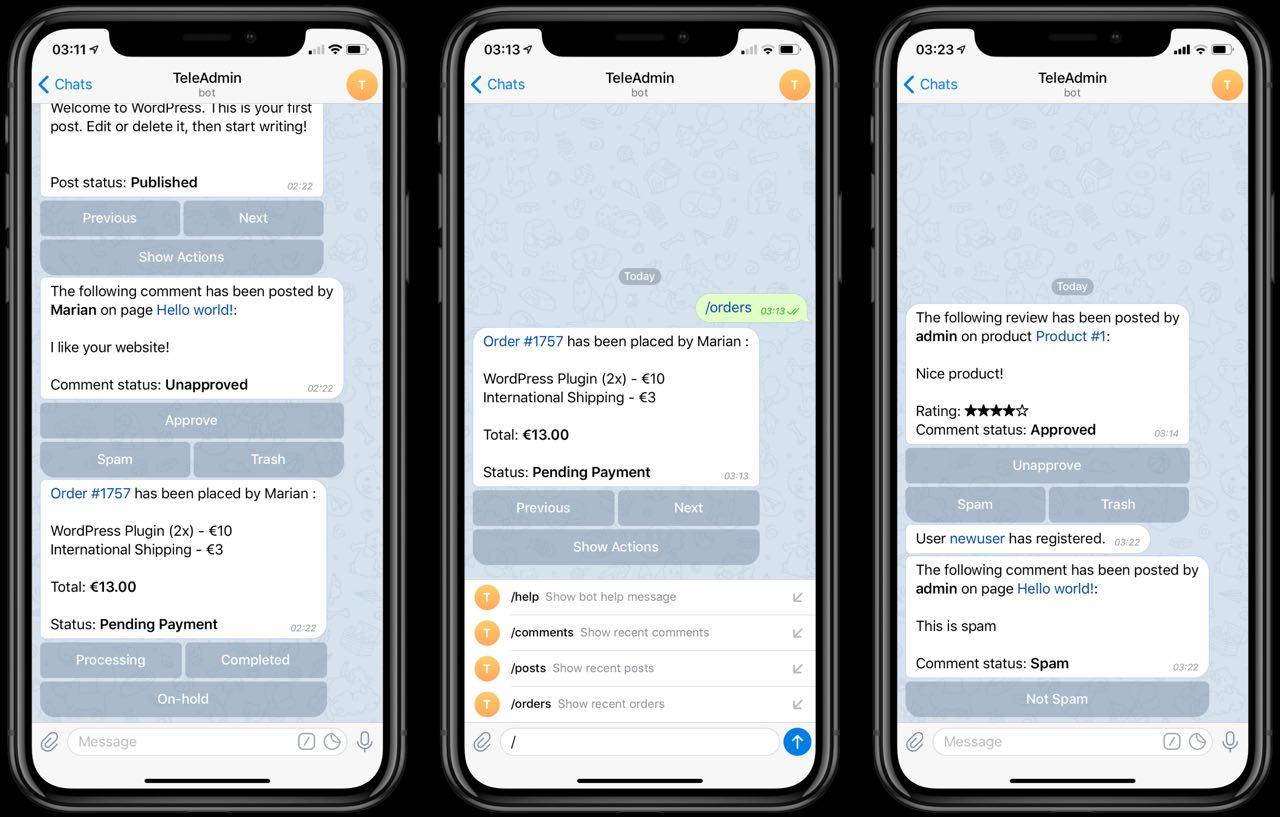 03:11
Chats
TeleAdmin
bot
T
Welcome to WordPress. This is your first
post. Edit or delete it, then start writing!
Post status: Published
02:22
Previous
Next
Show Actions
The following comment has been posted by
Marian on page Hello world!:
I like your website!
Comment status: Unapproved
02:22
Approve
Spam
Trash
Order #1757 has been placed by Marian :
WordPress Plugin (2x) - €10
International Shipping - €3
Total: €13.00
Status: Pending Payment
02:22
Processing
Completed
On-hold
Message
03:13
Chats
TeleAdmin
bot
T
Today
/orders 03:13
Order #1757 has been placed by Marian :
WordPress Plugin (2x) - €10
International Shipping - €3
Total: €13.00
Status: Pending Payment
03:13
Previous
Next
Show Actions
T /help Show bot help message
T /comments Show recent comments
T /posts Show recent posts
T /orders Show recent orders
/
03:23
Chats
TeleAdmin
bot
T
Today
The following review has been posted by
admin on product Product #1:
Nice product!
Rating: ★★★★☆
Comment status: Approved
03:14
Unapprove
Spam
Trash
User newuser has registered. 03:22
The following comment has been posted by
admin on page Hello world!:
This is spam
Comment status: Spam
03:22
Not Spam
Message